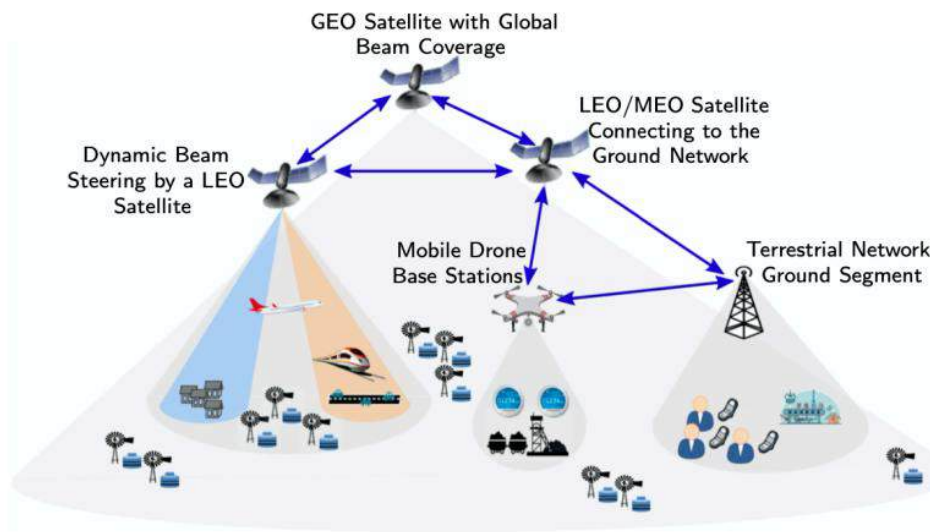 GEO Satellite with Global
Beam Coverage
LEO/MEO Satellite
Connecting to the
Ground Network
Dynamic Beam
Steering by a LEO
Satellite
Mobile Drone
Base Stations
Terrestrial Network
Ground Segment